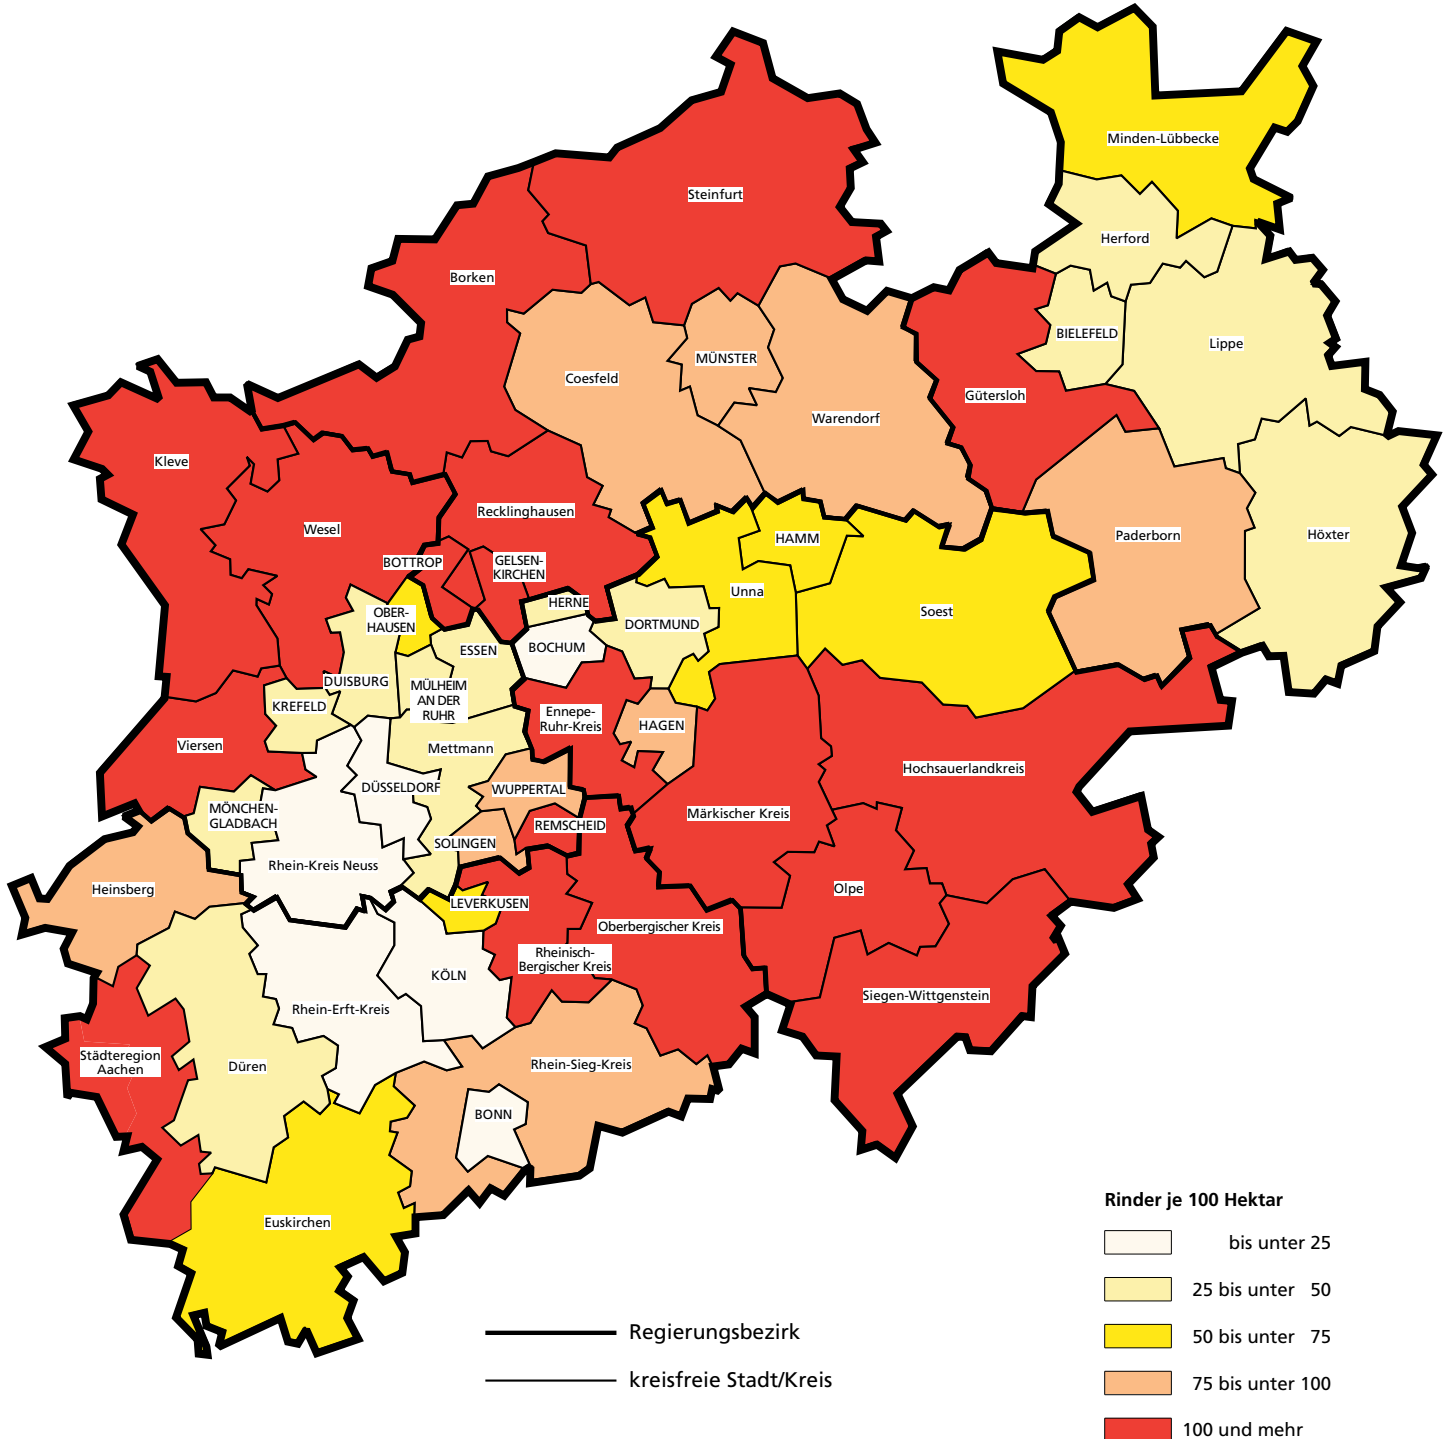 Minden-Lübbecke
Steinfurt
Herford
Borken
BIELEFELD
Lippe
MÜNSTER
Coesfeld
Gütersloh
Warendorf
Kleve
Recklinghausen
Wesel
Paderborn
Höxter
HAMM
BOTTROP
GELSEN-
KIRCHEN
Unna
HERNE
OBER-
HAUSEN
Soest
DORTMUND
BOCHUM
ESSEN
DUISBURG
MÜLHEIM
AN DER
RUHR
KREFELD
Ennepe-
Ruhr-Kreis
HAGEN
Viersen
Mettmann
Hochsauerlandkreis
DÜSSELDORF
WUPPERTAL
MÖNCHEN-
GLADBACH
Märkischer Kreis
REMSCHEID
SOLINGEN
Rhein-Kreis Neuss
Heinsberg
Olpe
LEVERKUSEN
Oberbergischer Kreis
Rheinisch-
Bergischer Kreis
KÖLN
Siegen-Wittgenstein
Rhein-Erft-Kreis
Städteregion
Aachen
Düren
Rhein-Sieg-Kreis
BONN
Euskirchen
Rinder je 100 Hektar
bis unter 25
25 bis unter 50
50 bis unter 75
75 bis unter 100
100 und mehr
Regierungsbezirk
kreisfreie Stadt/Kreis